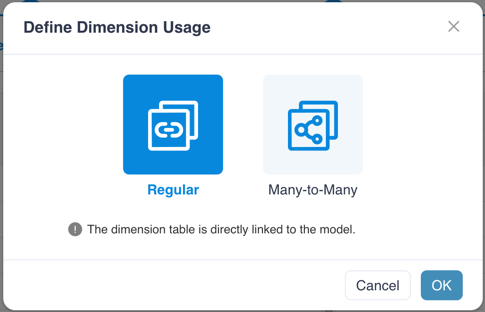 Define Dimension Usage
Regular
Many-to-Many
The dimension table is directly linked to the model.
Cancel
OK